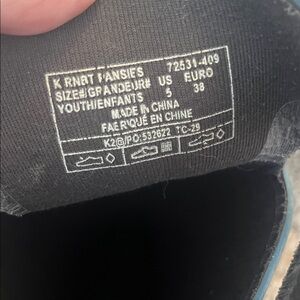 K RNBT PANSIES 72531-409
SIZE#/GRANDEUR# US EURO
YOUTH/ENFANTS 5 38
MADE IN CHINA
FABRIQUÉ EN CHINE
K2@/PO:532622 TC-29